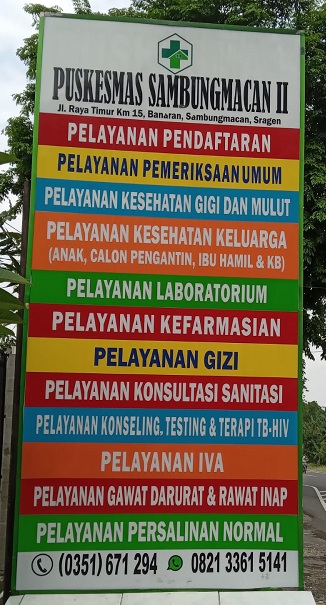 PUSKESMAS SAMBUNGMACAN II
Jl. Raya Timur Km 15, Banaran, Sambungmacan, Sragen
PELAYANAN PENDAFTARAN
PELAYANAN PEMERIKSAAN UMUM
PELAYANAN KESEHATAN GIGI DAN MULUT
PELAYANAN KESEHATAN KELUARGA
(ANAK, CALON PENGANTIN, IBU HAMIL & KB)
PELAYANAN LABORATORIUM
PELAYANAN KEFARMASIAN
PELAYANAN GIZI
PELAYANAN KONSULTASI SANITASI
PELAYANAN KONSELING, TESTING & TERAPI TB-HIV
PELAYANAN IVA
PELAYANAN GAWAT DARURAT & RAWAT INAP
PELAYANAN PERSALINAN NORMAL
(0351) 671 294 0821 3361 5141